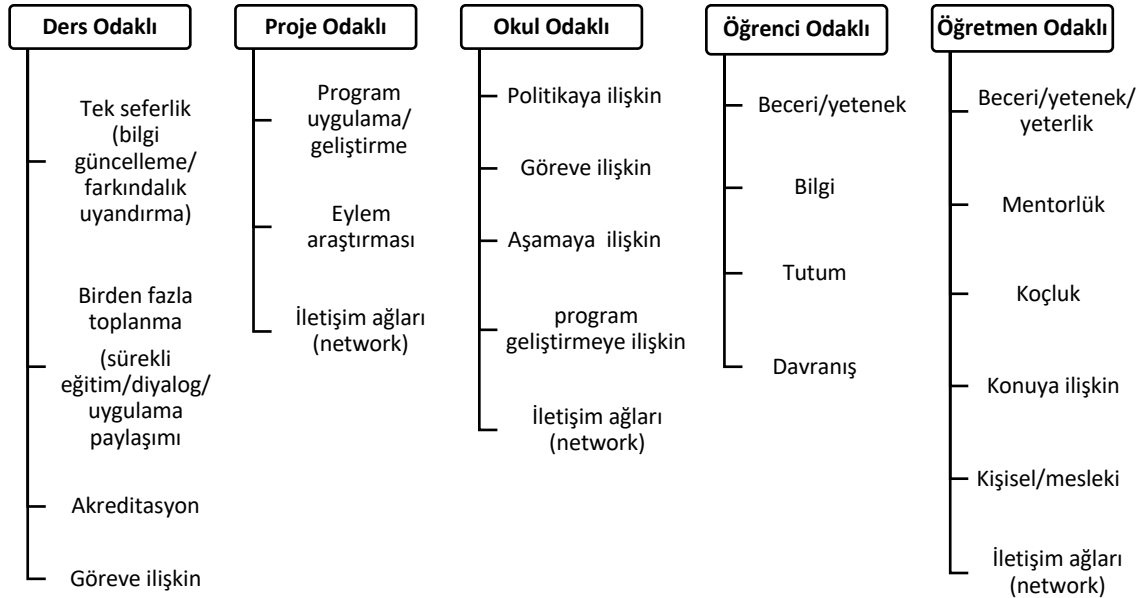 Ders Odaklı
Tek seferlik
(bilgi
güncelleme/
farkındalık
uyandırma)
Birden fazla
toplanma
(sürekli
eğitim/diyalog/
uygulama
paylaşımı
Akreditasyon
Göreve ilişkin
Proje Odaklı
Program
uygulama/
geliştirme
Eylem
araştırması
İletişim ağları
(network)
Okul Odaklı
Politikaya ilişkin
Göreve ilişkin
Aşamaya ilişkin
program
geliştirmeye ilişkin
İletişim ağları
(network)
Öğrenci Odaklı
Beceri/yetenek
Bilgi
Tutum
Davranış
Öğretmen Odaklı
Beceri/yetenek/
yeterlik
Mentorlük
Koçluk
Konuya ilişkin
Kişisel/mesleki
İletişim ağları
(network)